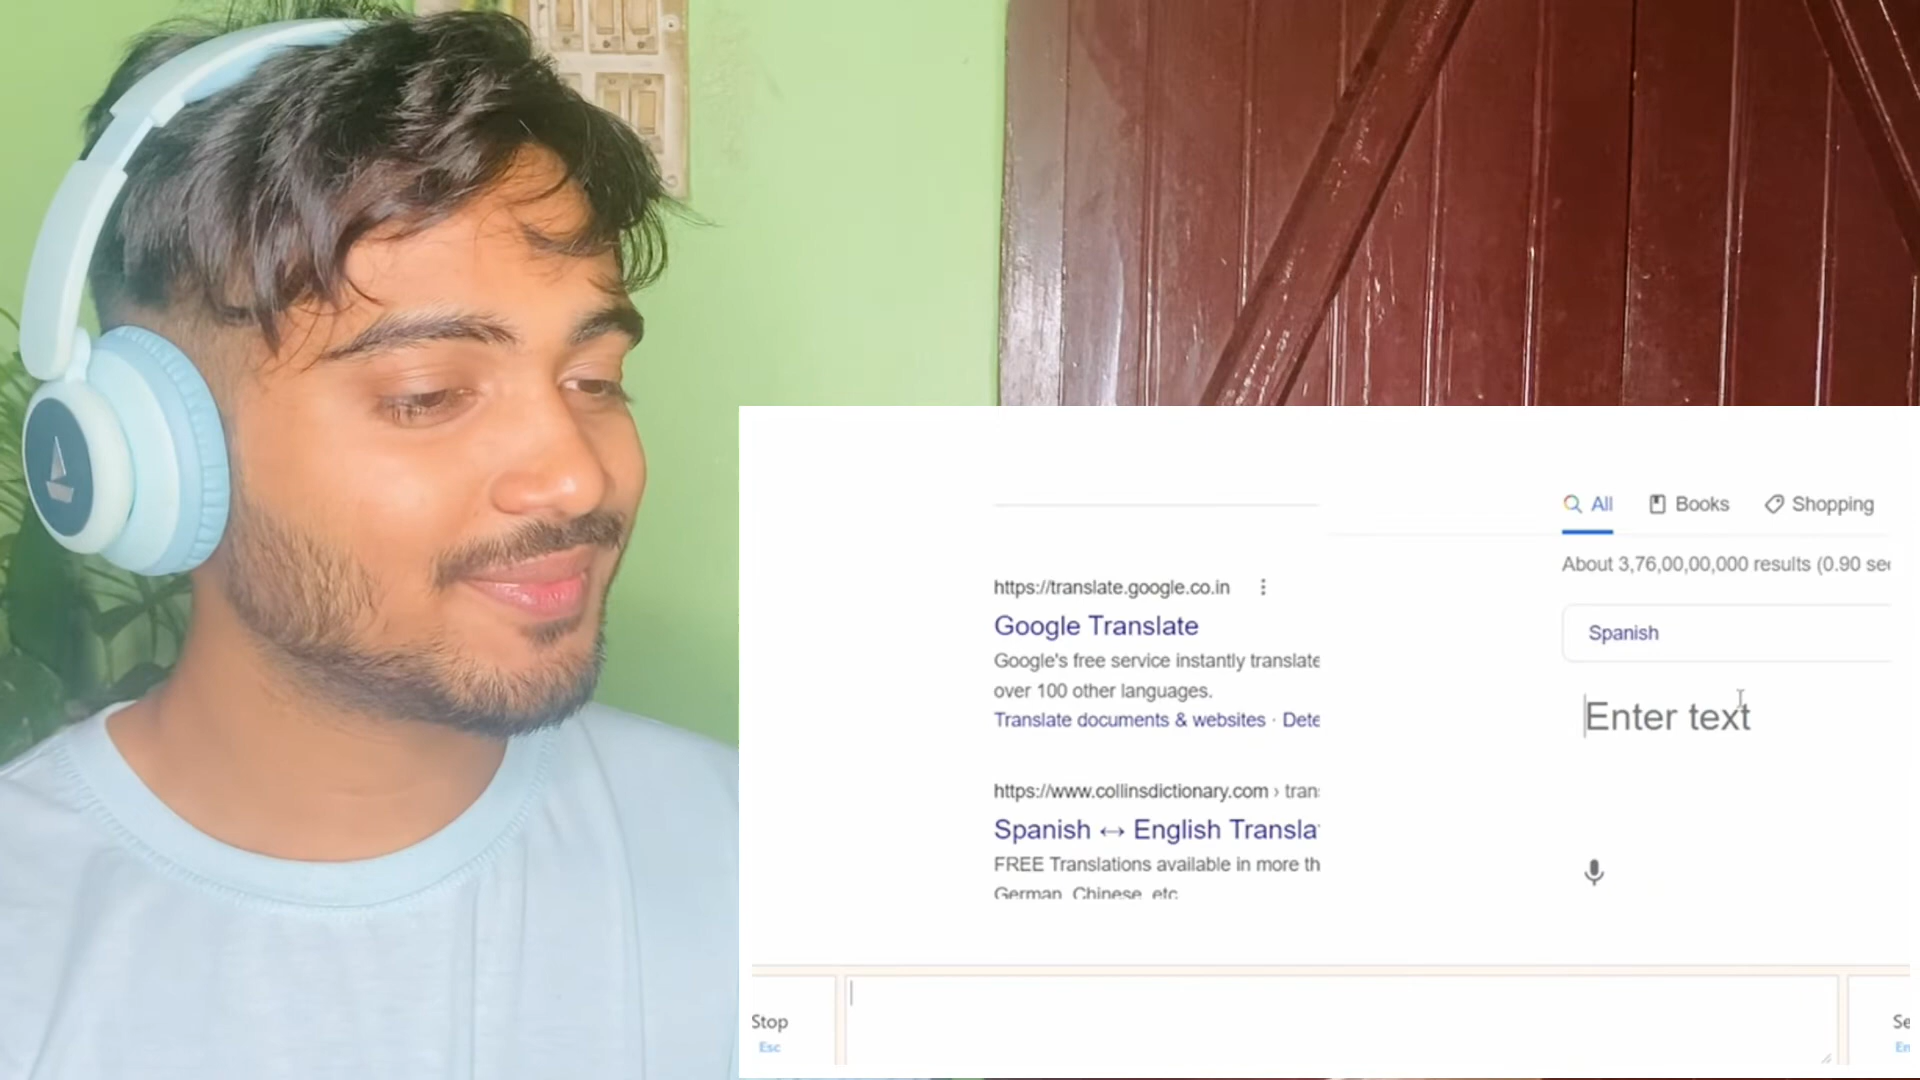 https://translate.google.co.in
Google Translate
Google's free service instantly translate
over 100 other languages.
Translate documents & websites · Dete
https://www.collinsdictionary.com › tran
Spanish ↔ English Transla
FREE Translations available in more th
German, Chinese, etc
All Books Shopping
About 3,76,00,00,000 results (0.90 se
Spanish
Enter text
Stop
Esc
Se
En